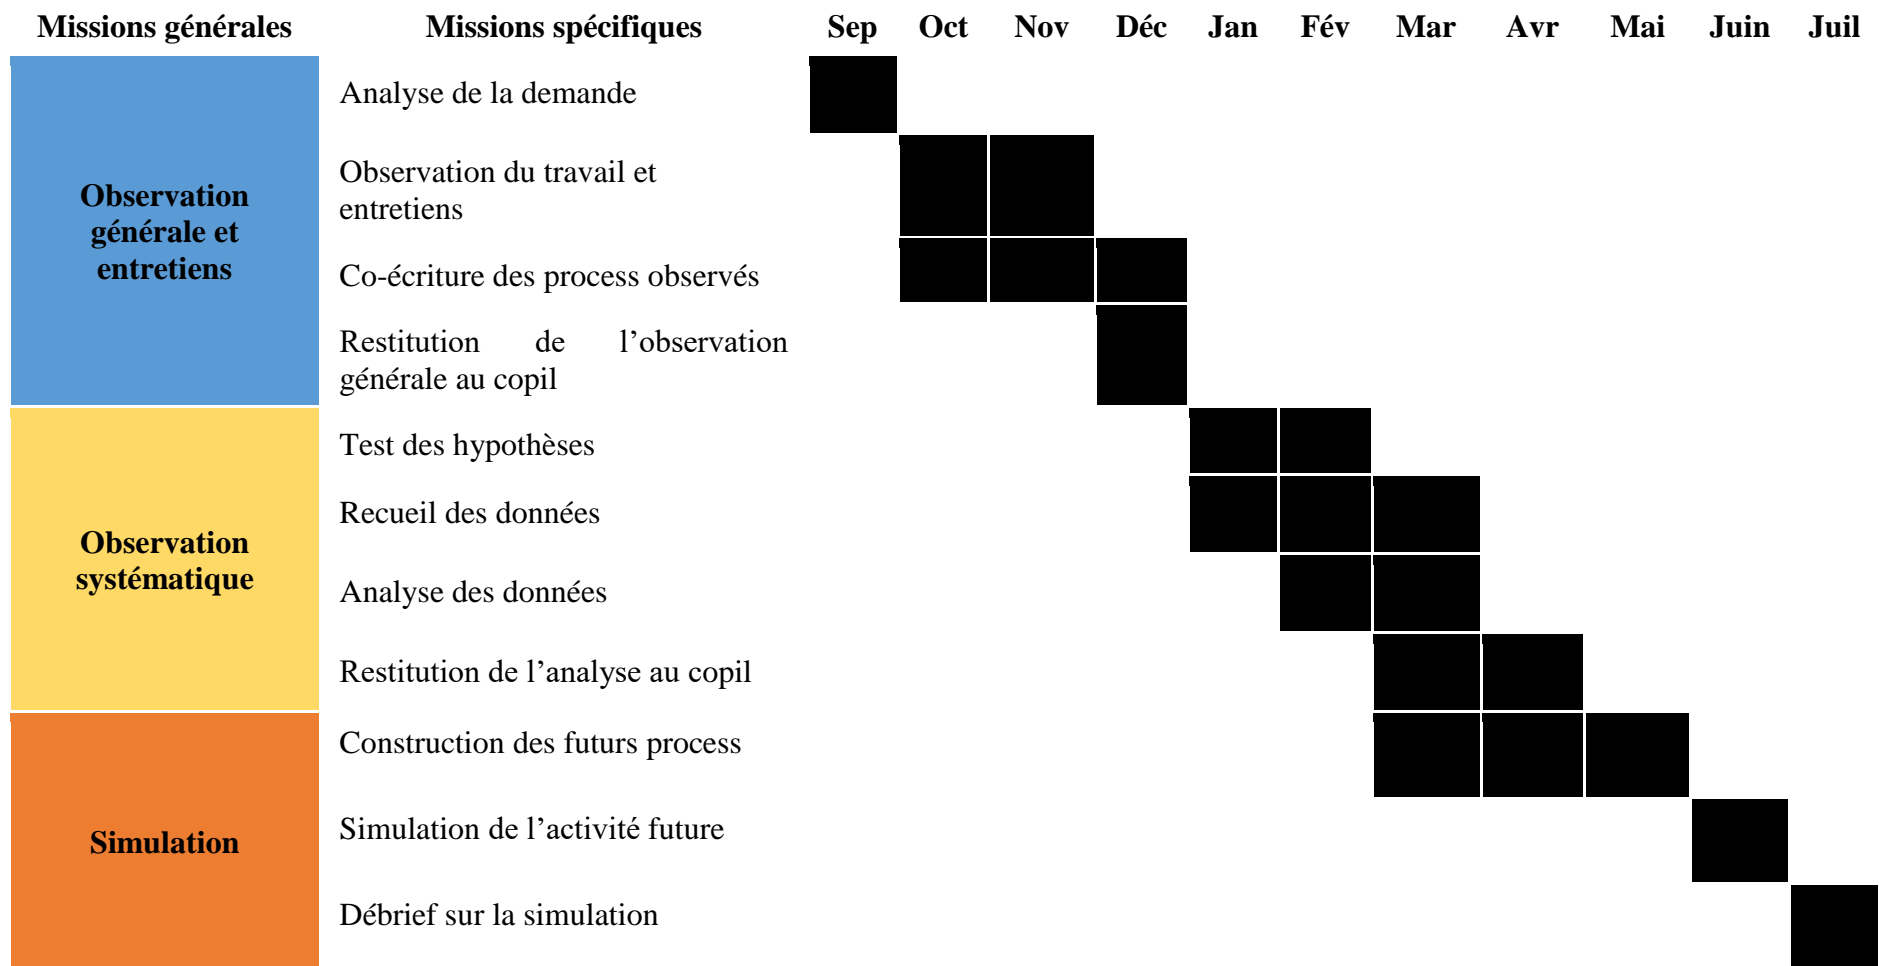 Missions générales Missions spécifiques Sep Oct Nov Déc Jan Fév Mar Avr Mai Juin Juil
Observation
générale et
entretiens
Analyse de la demande
Observation du travail et
entretiens
Co-écriture des process observés
Restitution de l’observation
générale au copil
Observation
systématique
Test des hypothèses
Recueil des données
Analyse des données
Restitution de l’analyse au copil
Simulation
Construction des futurs process
Simulation de l’activité future
Débrief sur la simulation